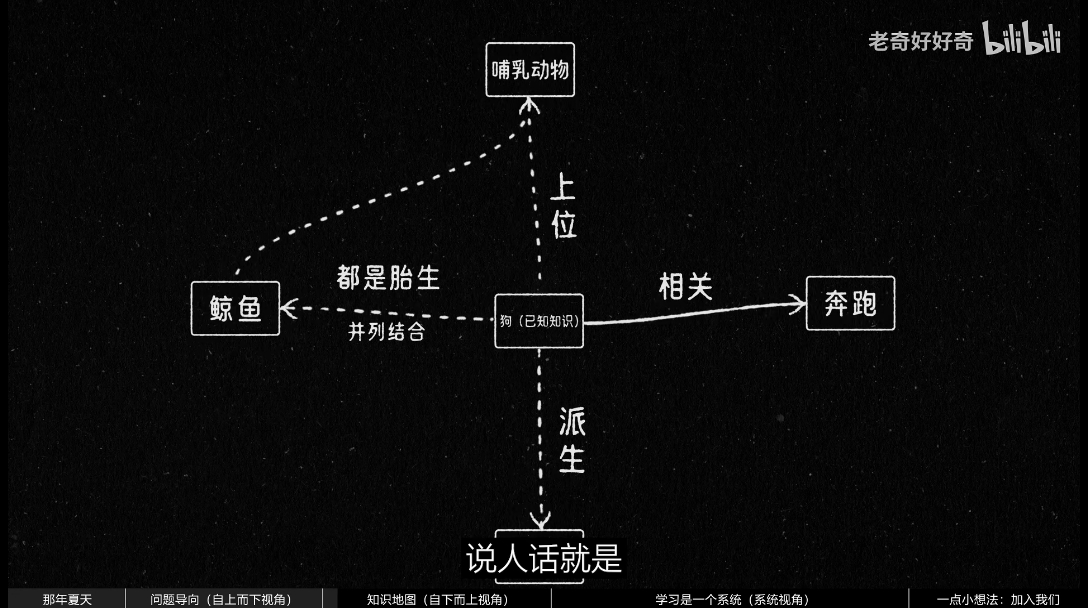 老奇好好奇 bilibili
哺乳动物
上位
都是胎生
相关
鲸鱼
狗（已知知识）
奔跑
并列结合
派生
说人话就是
那年夏天
问题导向（自上而下视角）
知识地图（自下而上视角）
学习是一个系统（系统视角）
一点小想法：加入我们